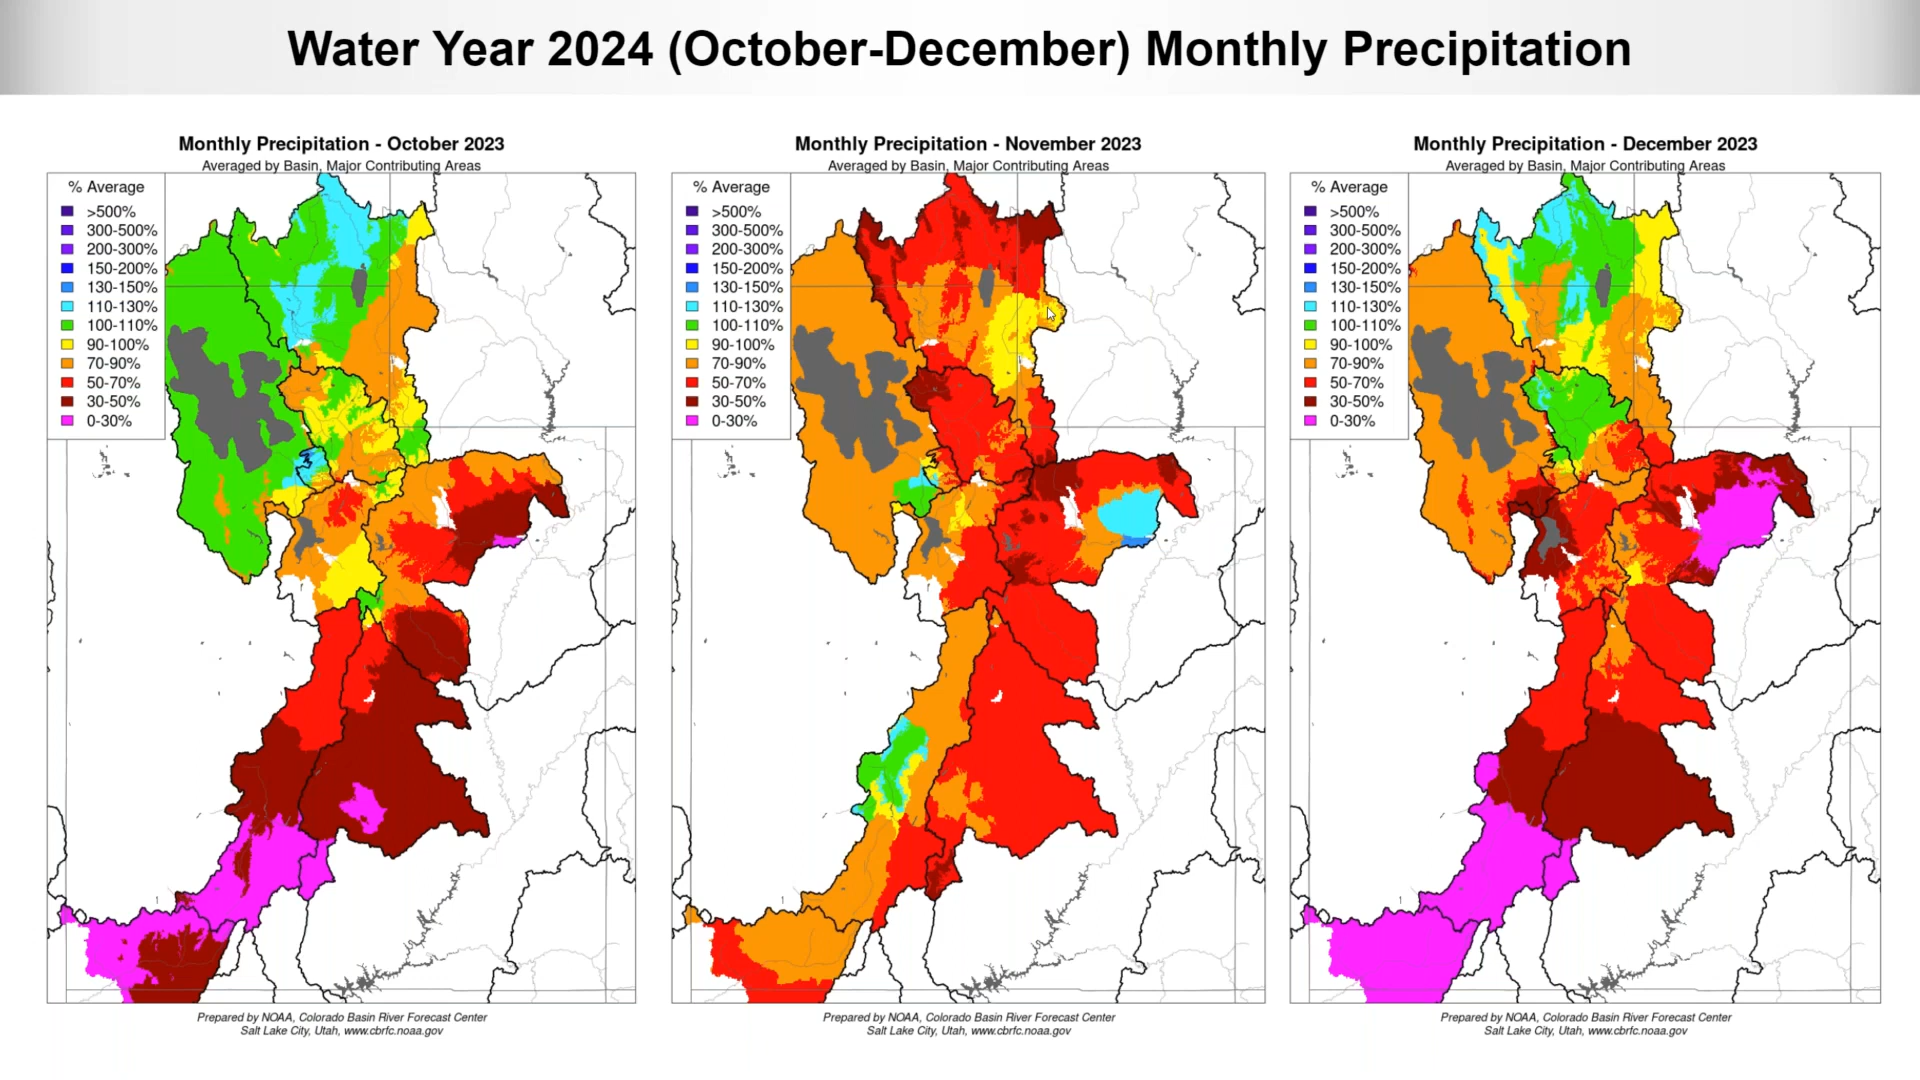 Water Year 2024 (October-December) Monthly Precipitation
Monthly Precipitation - October 2023
Averaged by Basin, Major Contributing Areas
% Average
>500%
300-500%
200-300%
150-200%
130-150%
110-130%
100-110%
90-100%
70-90%
50-70%
30-50%
0-30%
Prepared by NOAA, Colorado Basin River Forecast Center
Salt Lake City, Utah, www.cbrfc.noaa.gov
Monthly Precipitation - November 2023
Averaged by Basin, Major Contributing Areas
% Average
>500%
300-500%
200-300%
150-200%
130-150%
110-130%
100-110%
90-100%
70-90%
50-70%
30-50%
0-30%
Prepared by NOAA, Colorado Basin River Forecast Center
Salt Lake City, Utah, www.cbrfc.noaa.gov
Monthly Precipitation - December 2023
Averaged by Basin, Major Contributing Areas
% Average
>500%
300-500%
200-300%
150-200%
130-150%
110-130%
100-110%
90-100%
70-90%
50-70%
30-50%
0-30%
Prepared by NOAA, Colorado Basin River Forecast Center
Salt Lake City, Utah, www.cbrfc.noaa.gov